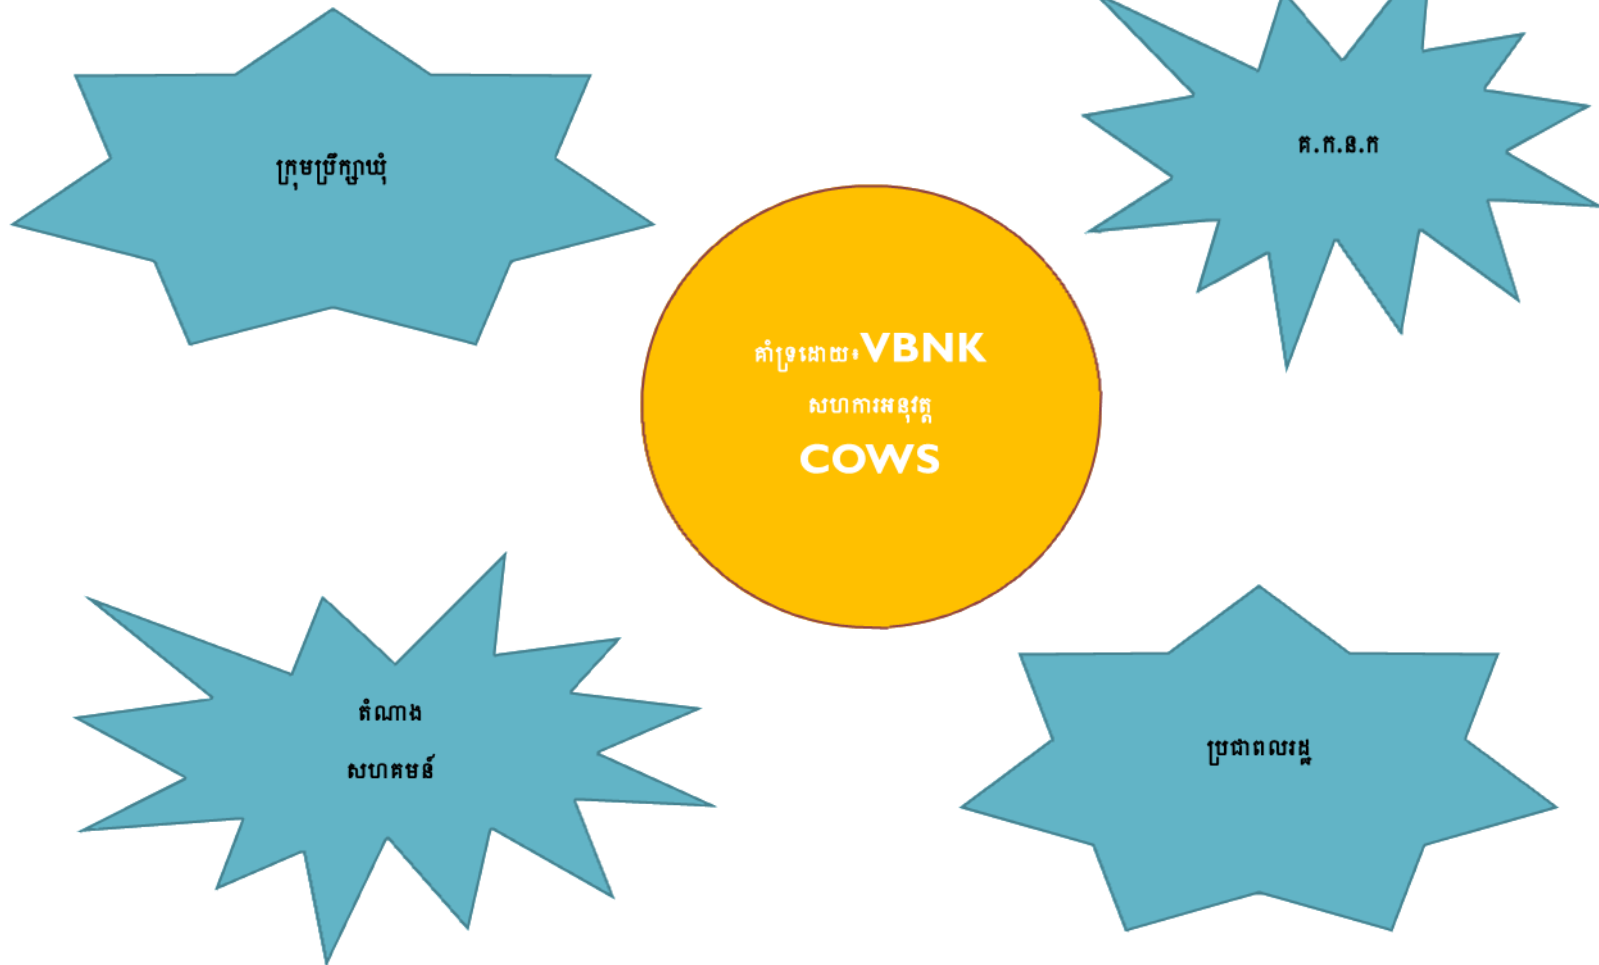 ក្រុមប្រឹក្សាឃុំ
គ.ក.ន.ក
គាំទ្រដោយ៖VBNK
សហការអនុវត្ត
COWS
តំណាង
សហគមន៍
ប្រជាពលរដ្ឋ